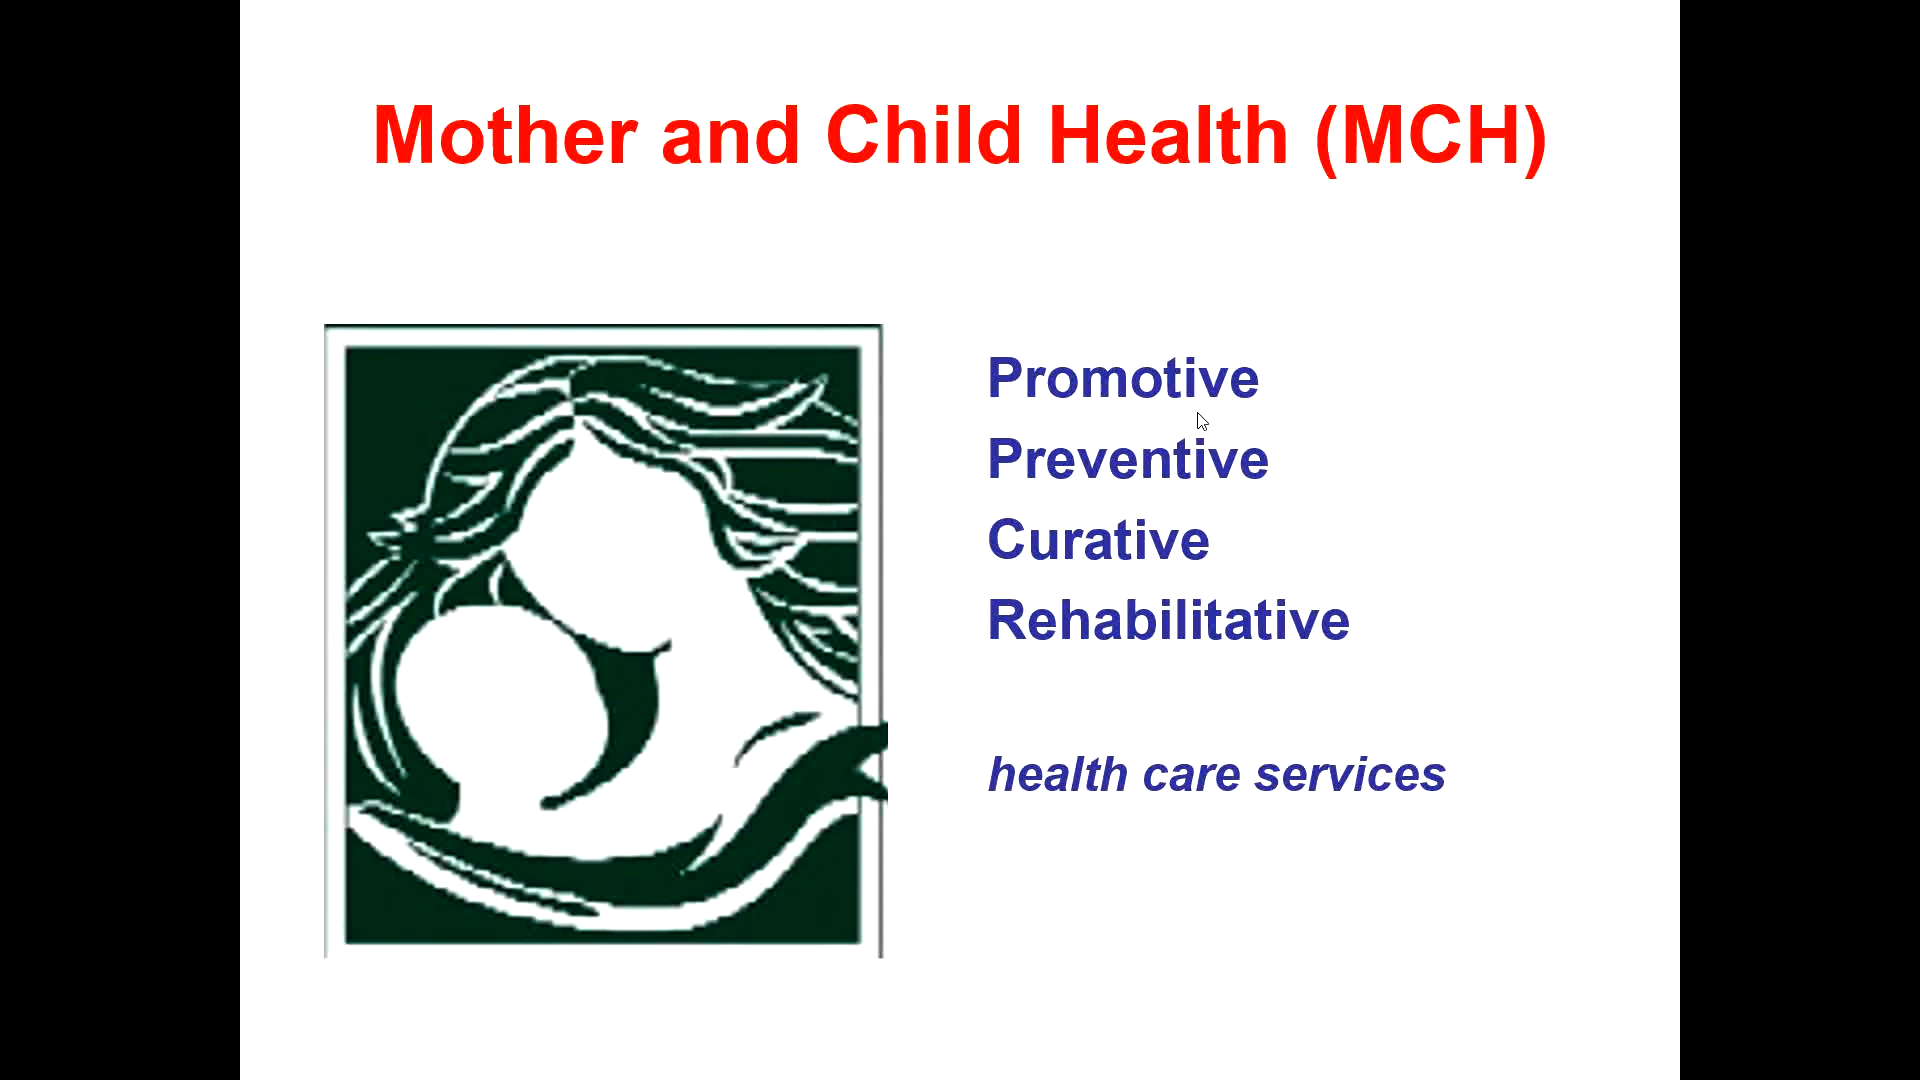 Mother and Child Health (MCH)
Promotive
Preventive
Curative
Rehabilitative
health care services